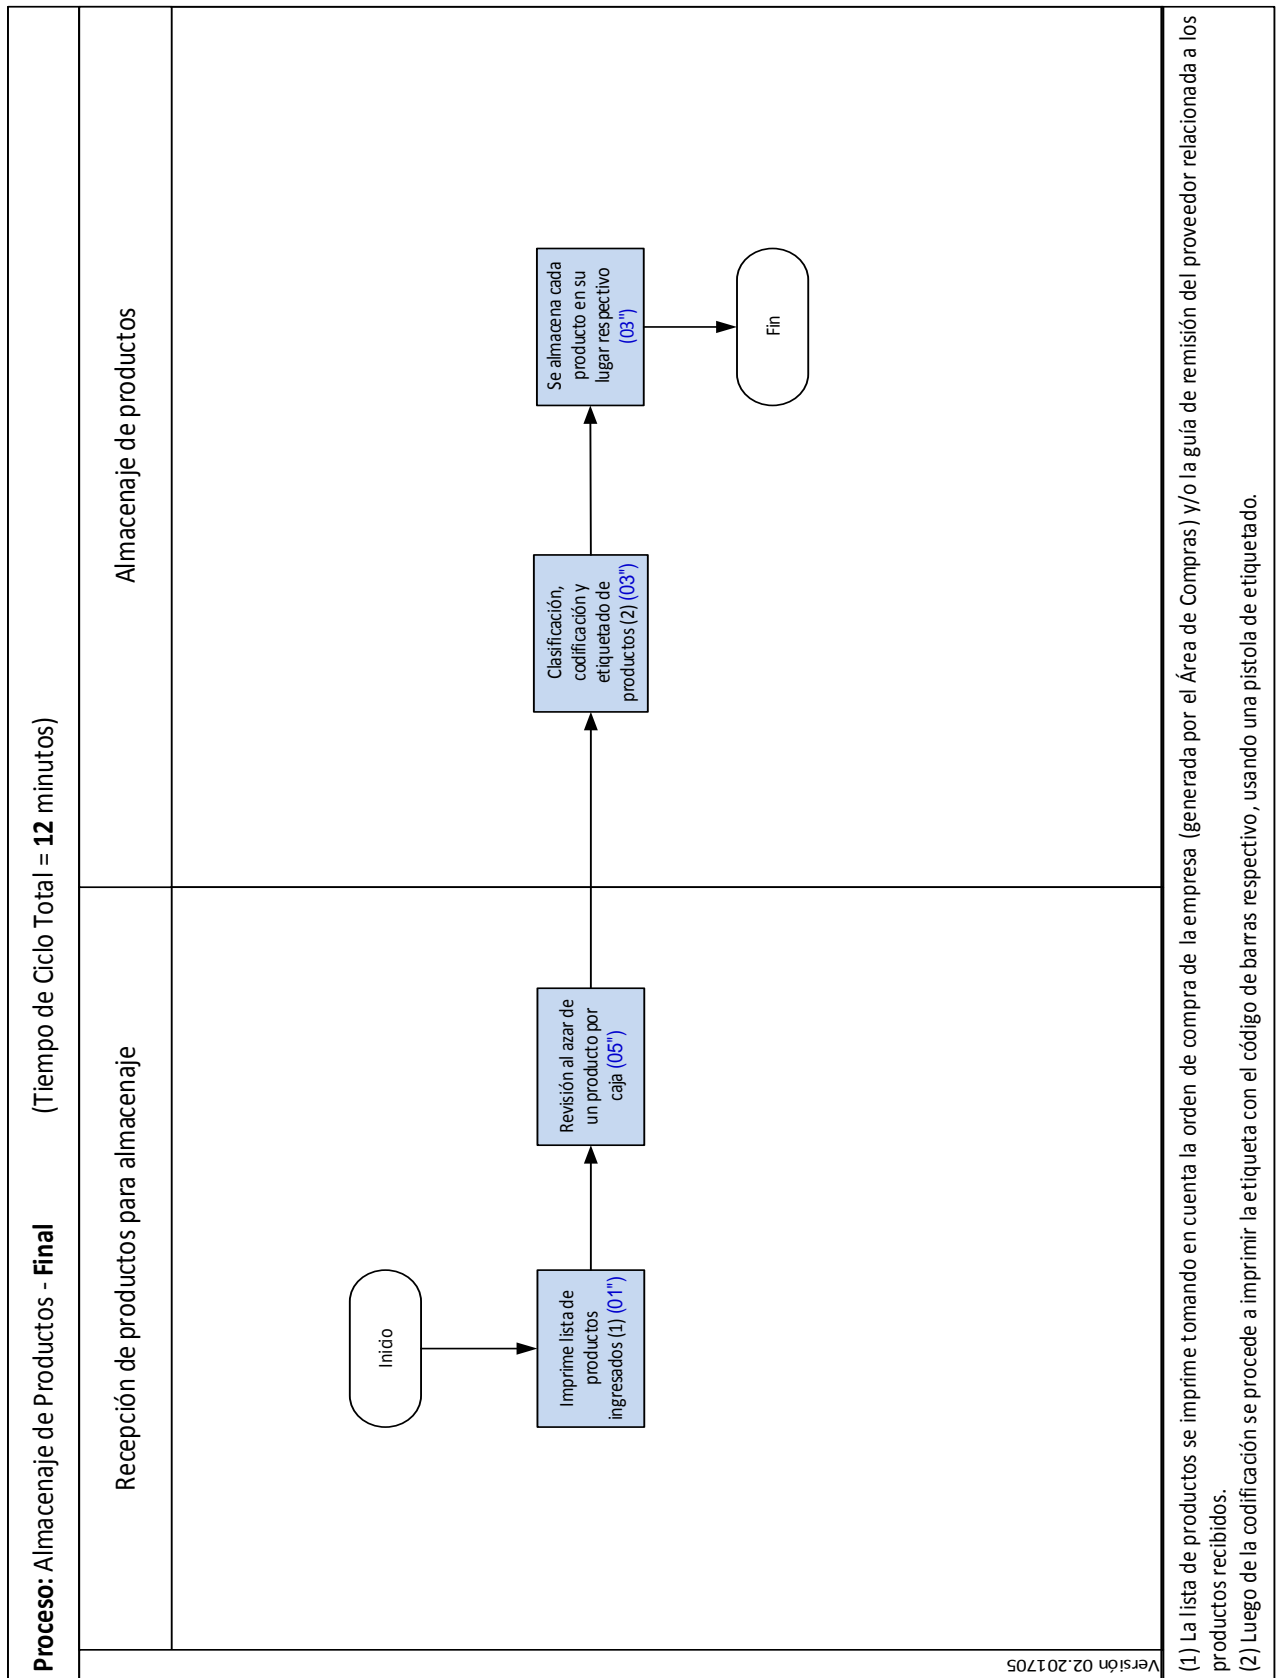 Proceso: Almacenaje de Productos - Final (Tiempo de Ciclo Total = 12 minutos)
Recepción de productos para almacenaje
Almacenaje de productos
Inicio
Imprime lista de
productos
ingresados (1) (01")
Revisión al azar de
un producto por
caja (05")
Clasificación,
codificación y
etiquetado de
productos (2) (03")
Se almacena cada
producto en su
lugar respectivo
(03")
Fin
Versión 02.201705
(1) La lista de productos se imprime tomando en cuenta la orden de compra de la empresa (generada por el Área de Compras) y/o la guía de remisión del proveedor relacionada a los
productos recibidos.
(2) Luego de la codificación se procede a imprimir la etiqueta con el código de barras respectivo, usando una pistola de etiquetado.